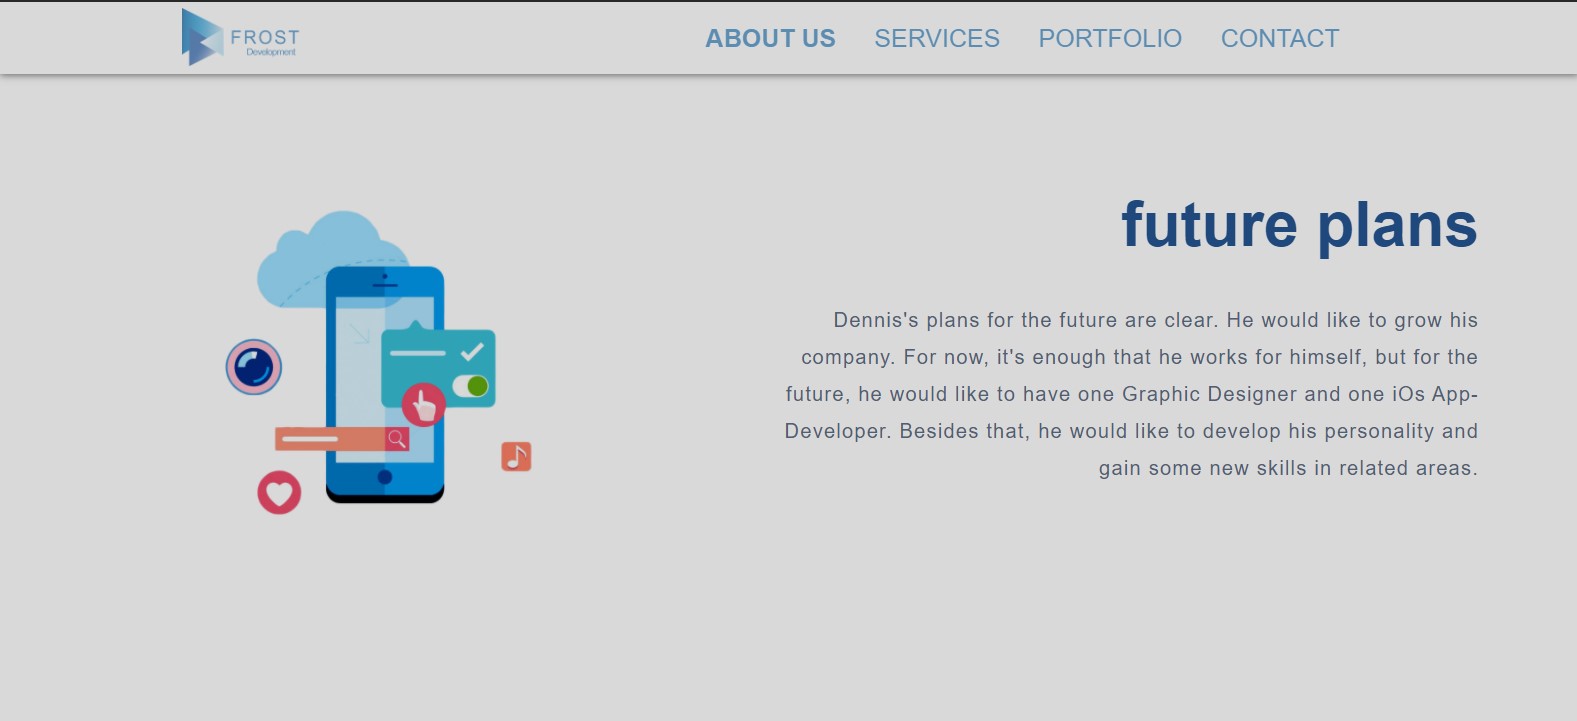 FROST
Development
ABOUT US SERVICES PORTFOLIO CONTACT
future plans
Dennis's plans for the future are clear. He would like to grow his
company. For now, it's enough that he works for himself, but for the
future, he would like to have one Graphic Designer and one iOs App-
Developer. Besides that, he would like to develop his personality and
gain some new skills in related areas.